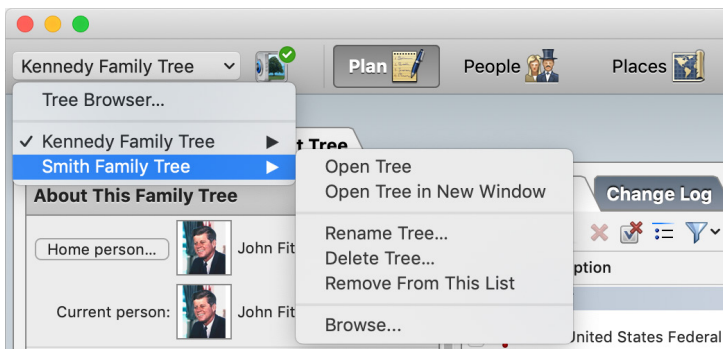 Kennedy Family Tree
Plan
People
Places
Tree Browser...
Kennedy Family Tree
Smith Family Tree
t Tree
Open Tree
Open Tree in New Window
Rename Tree...
Delete Tree...
Remove From This List
Browse...
About This Family Tree
Change Log
Home person...
John Fit
ption
Current person:
John Fit
United States Federal